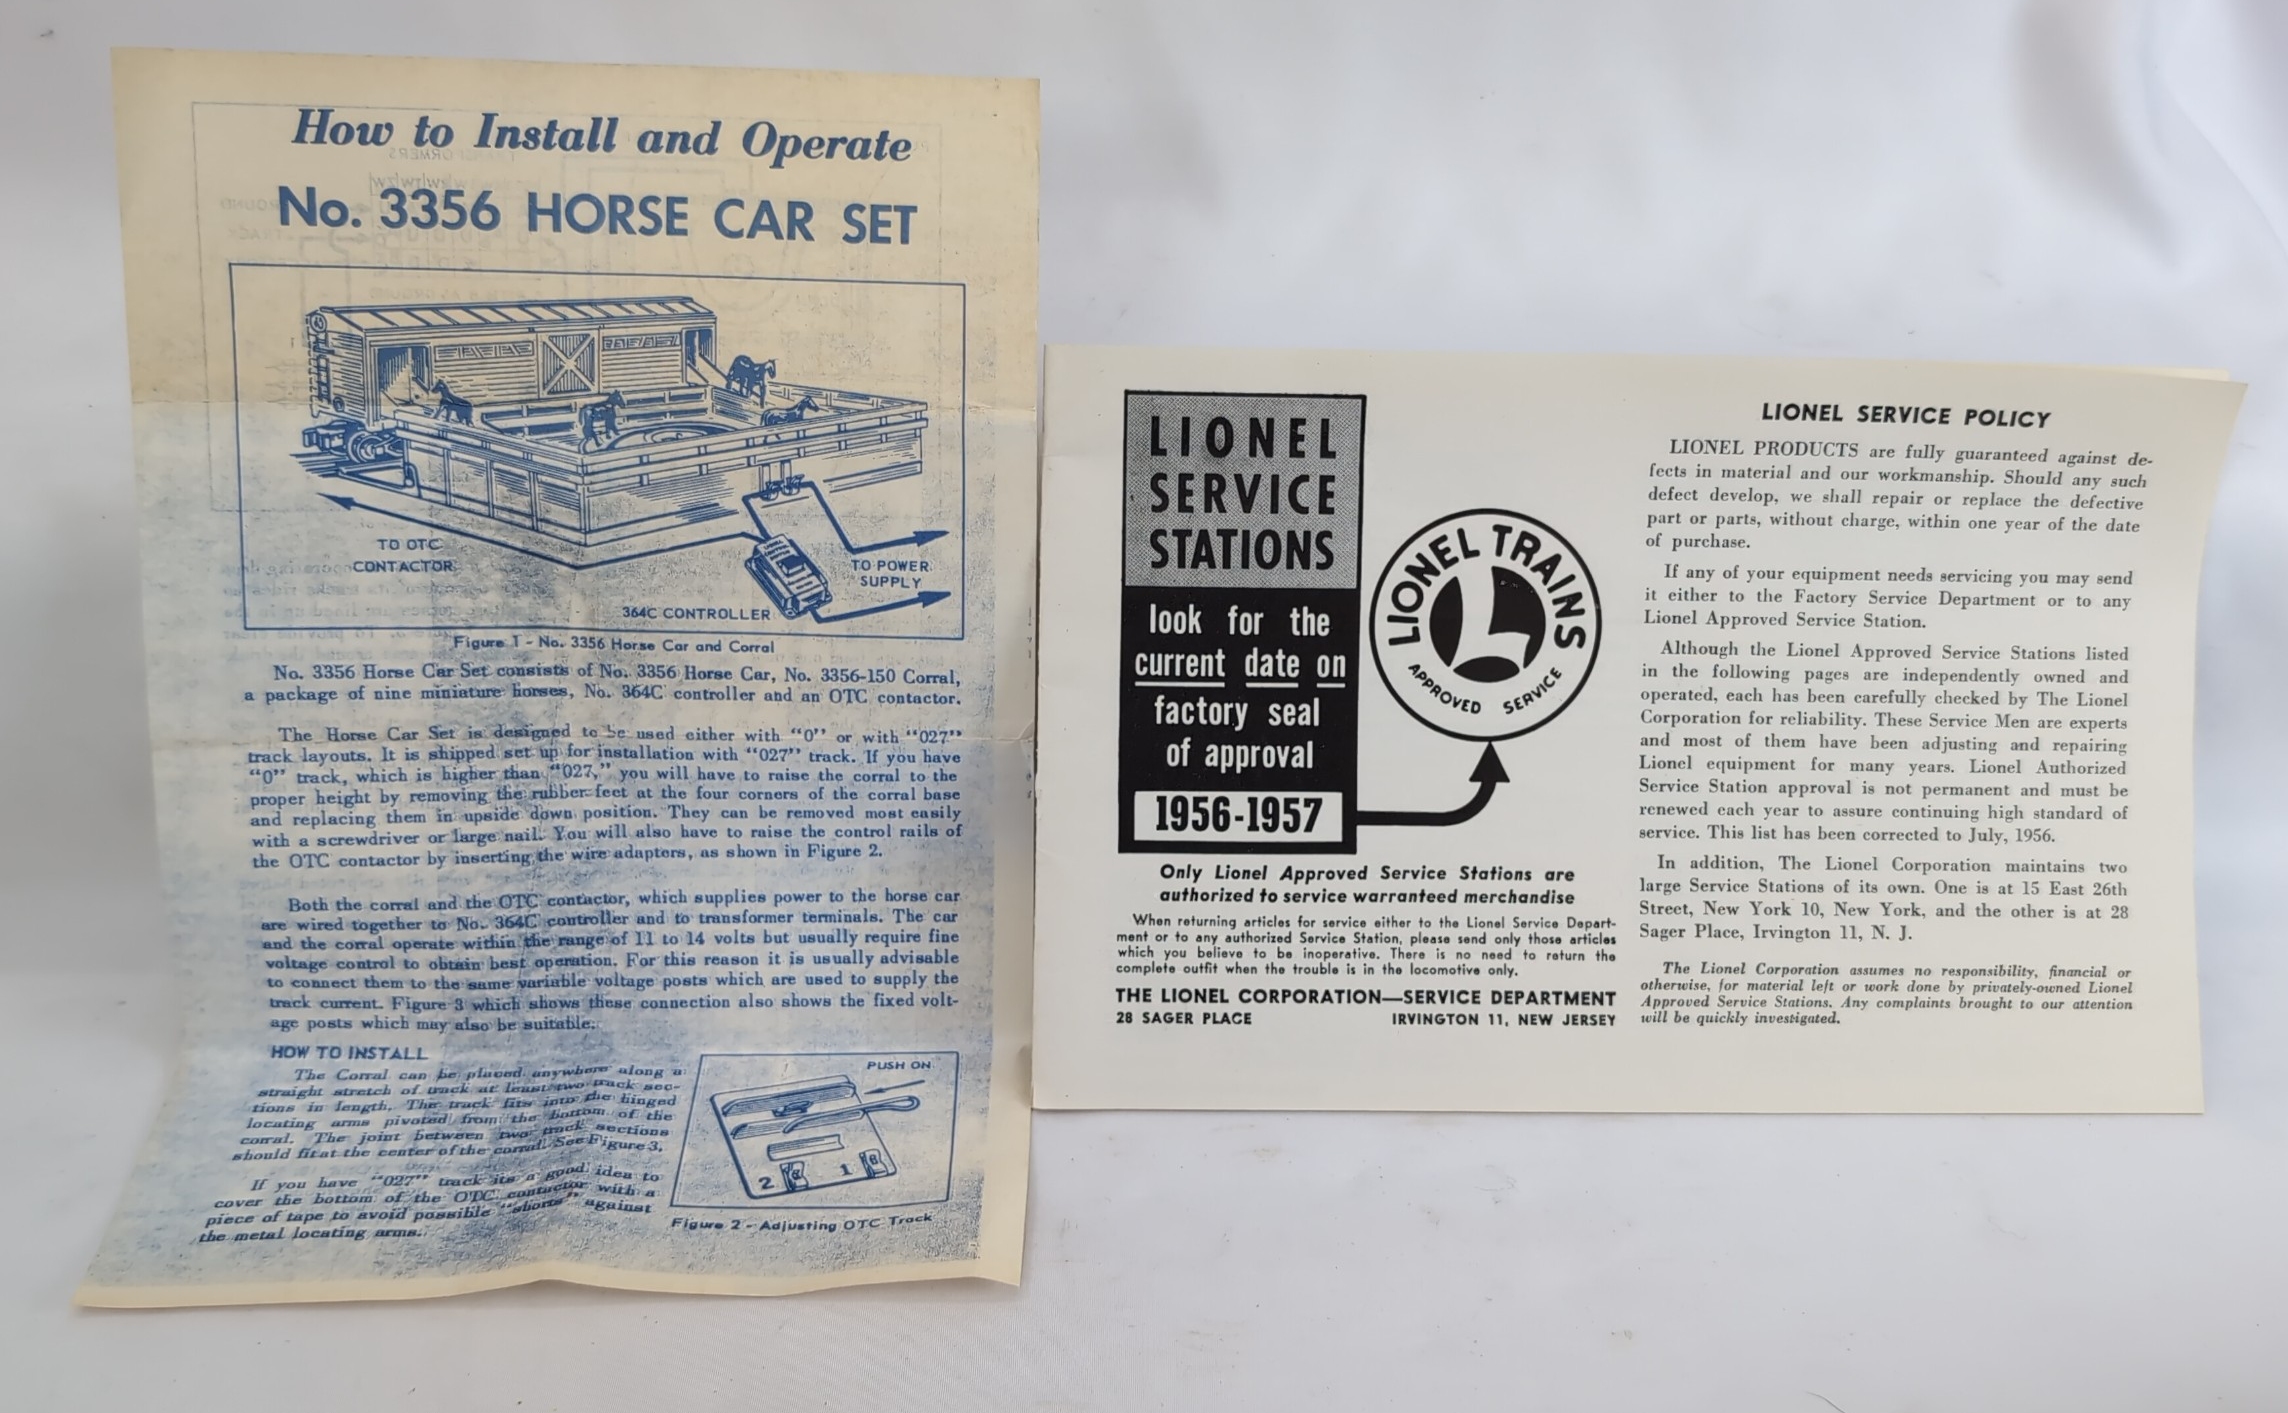 How to Install and Operate
No. 3356 HORSE CAR SET
TO OTC
CONTACTOR
364C CONTROLLER
TO POWER
SUPPLY
Figure 1 - No. 3356 Horse Car and Corral
No. 3356 Horse Car Set consists of No. 3356 Horse Car, No. 3356-150 Corral,
a package of nine miniature horses, No. 364C controller and an OTC contactor.
The Horse Car Set is designed to be used either with "0" or with "027"
track layouts. It is shipped set up for installation with "027" track. If you have
"0" track, which is higher than "027," you will have to raise the corral to the
proper height by removing the rubber feet at the four corners of the corral base
and replacing them in upside down position. They can be removed most easily
with a screwdriver or large nail. You will also have to raise the control rails of
the OTC contactor by inserting the wire adapters, as shown in Figure 2.
Both the corral and the OTC contactor, which supplies power to the horse car
are wired together to No. 364C controller and to transformer terminals. The car
and the corral operate within the range of 11 to 14 volts but usually require fine
voltage control to obtain best operation. For this reason it is usually advisable
to connect them to the same variable voltage posts which are used to supply the
track current. Figure 3 which shows these connection also shows the fixed volt-
age posts which may also be suitable.
HOW TO INSTALL
The Corral can be placed anywhere along a
straight stretch of track at least two track sec-
tions in length. The track fits into the hinged
locating arms pivoted from the bottom of the
corral. The joint between two track sections
should fit at the center of the corral. See Figure 3.
If you have "027" track its a good idea to
cover the bottom of the OTC contactor with a
piece of tape to avoid possible "shorts" against
the metal locating arms.
PUSH ON
2 1 B
Figure 2 - Adjusting OTC Track
LIONEL
SERVICE
STATIONS
look for the
current date on
factory seal
of approval
1956-1957
LIONEL TRAINS
L
APPROVED SERVICE
Only Lionel Approved Service Stations are
authorized to service warranteed merchandise
When returning articles for service either to the Lionel Service Depart-
ment or to any authorized Service Station, please send only those articles
which you believe to be inoperative. There is no need to return the
complete outfit when the trouble is in the locomotive only.
THE LIONEL CORPORATION—SERVICE DEPARTMENT
28 SAGER PLACE IRVINGTON 11, NEW JERSEY
LIONEL SERVICE POLICY
LIONEL PRODUCTS are fully guaranteed against de-
fects in material and our workmanship. Should any such
defect develop, we shall repair or replace the defective
part or parts, without charge, within one year of the date
of purchase.
If any of your equipment needs servicing you may send
it either to the Factory Service Department or to any
Lionel Approved Service Station.
Although the Lionel Approved Service Stations listed
in the following pages are independently owned and
operated, each has been carefully checked by The Lionel
Corporation for reliability. These Service Men are experts
and most of them have been adjusting and repairing
Lionel equipment for many years. Lionel Authorized
Service Station approval is not permanent and must be
renewed each year to assure continuing high standard of
service. This list has been corrected to July, 1956.
In addition, The Lionel Corporation maintains two
large Service Stations of its own. One is at 15 East 26th
Street, New York 10, New York, and the other is at 28
Sager Place, Irvington 11, N. J.
The Lionel Corporation assumes no responsibility, financial or
otherwise, for material left or work done by privately-owned Lionel
Approved Service Stations. Any complaints brought to our attention
will be quickly investigated.